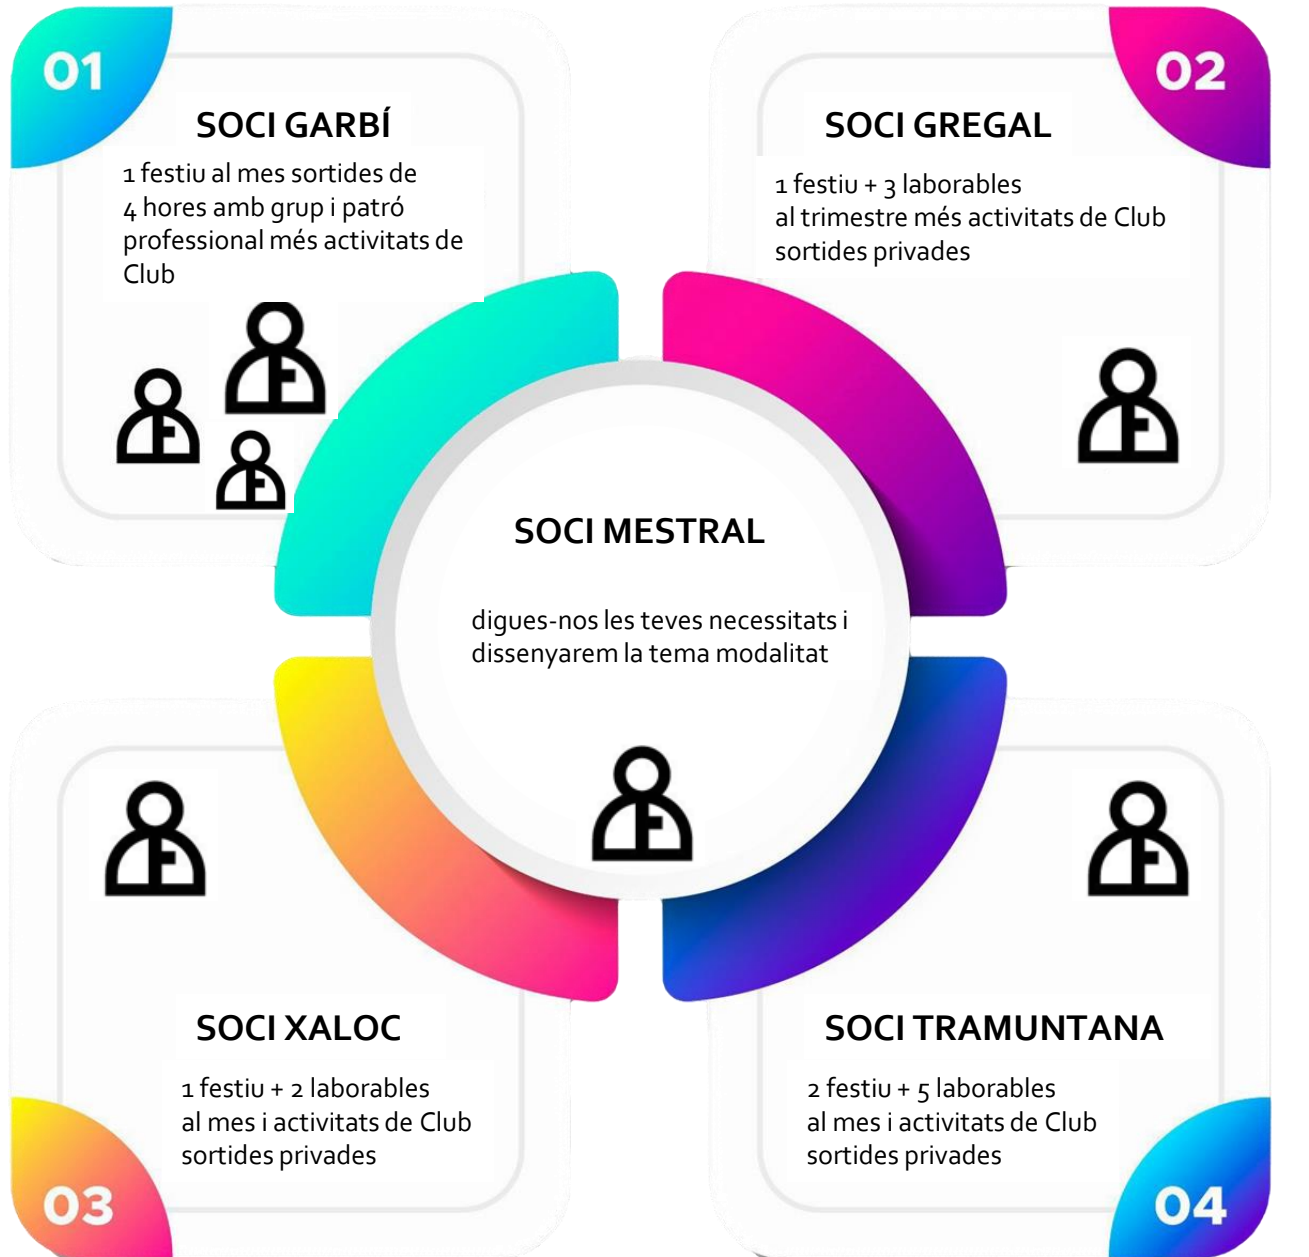 01
SOCI GARBÍ
1 festiu al mes sortides de
4 hores amb grup i patró
professional més activitats de
Club
02
SOCI GREGAL
1 festiu + 3 laborables
al trimestre més activitats de Club
sortides privades
SOCI MESTRAL
digues-nos les teves necessitats i
dissenyarem la tema modalitat
SOCI XALOC
1 festiu + 2 laborables
al mes i activitats de Club
sortides privades
03
SOCI TRAMUNTANA
2 festiu + 5 laborables
al mes i activitats de Club
sortides privades
04